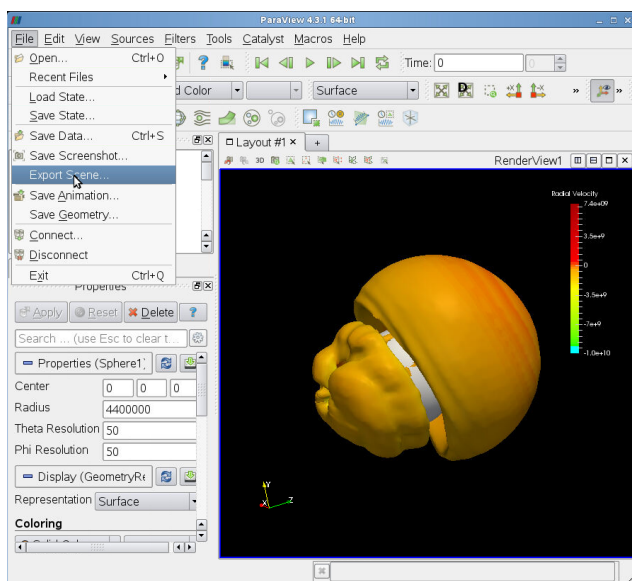 ParaView 4.3.1 64-bit
File Edit View Sources Filters Tools Catalyst Macros Help
Open... Ctrl+O
Time: 0 0
Recent Files
d Color Surface
Load State...
Save State...
Save Data... Ctrl+S
Layout #1
Save Screenshot...
3D RenderView1
Export Scene...
Save Animation...
Save Geometry...
Connect...
Disconnect
Exit Ctrl+Q
Radial Velocity
7.4e+09
3.5e+9
0
-3.5e+9
-7e+9
-1.0e+10
Properties
Apply Reset Delete ?
Search ... (use Esc to clear t...
Properties (Sphere1)
Center 0 0 0
Radius 4400000
Theta Resolution 50
Phi Resolution 50
Display (GeometryRe
Representation Surface
Coloring
Y
X Z